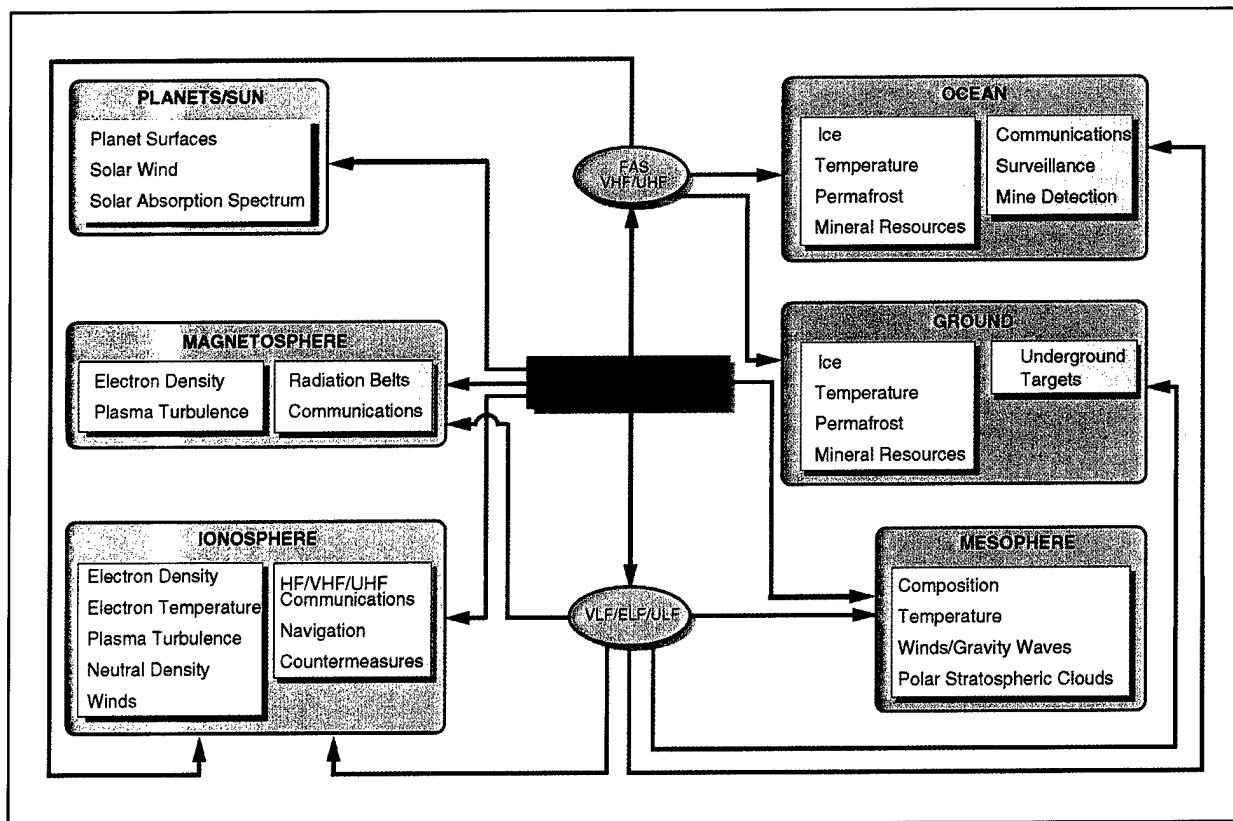 PLANETS/SUN
Planet Surfaces
Solar Wind
Solar Absorption Spectrum
FAS
VHF/UHF
OCEAN
Ice
Temperature
Permafrost
Mineral Resources
Communications
Surveillance
Mine Detection
MAGNETOSPHERE
Electron Density
Plasma Turbulence
Radiation Belts
Communications
GROUND
Ice
Temperature
Permafrost
Mineral Resources
Underground
Targets
IONOSPHERE
Electron Density
Electron Temperature
Plasma Turbulence
Neutral Density
Winds
HF/VHF/UHF
Communications
Navigation
Countermeasures
VLF/ELF/ULF
MESOPHERE
Composition
Temperature
Winds/Gravity Waves
Polar Stratospheric Clouds